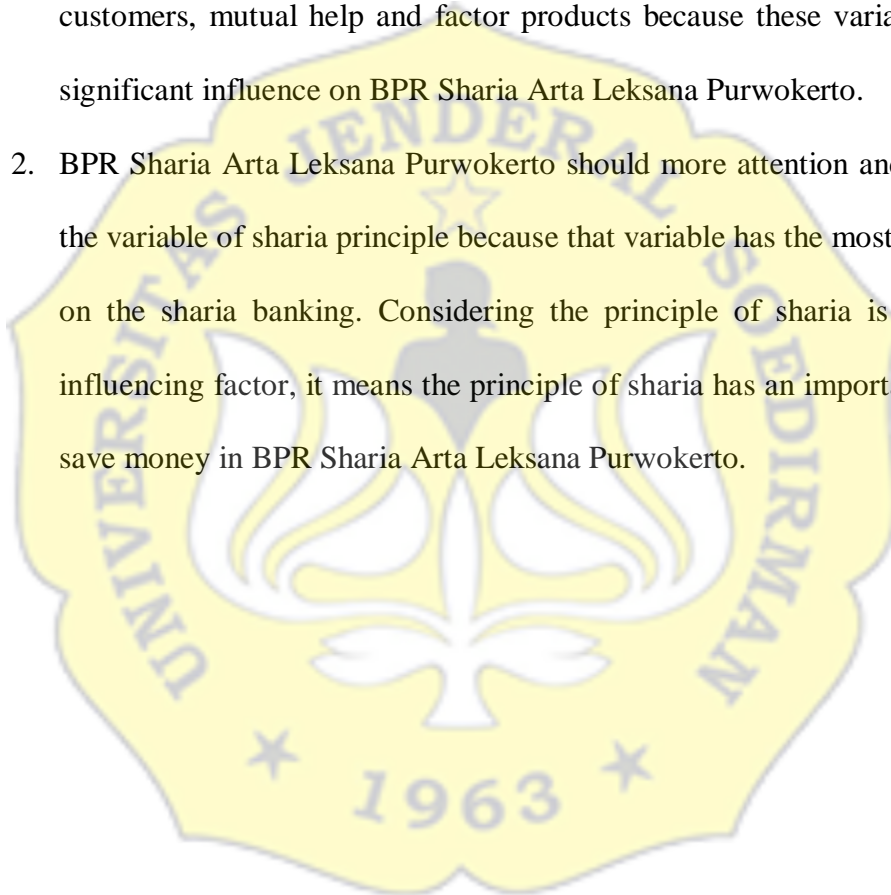 customers, mutual help and factor products because these
significant influence on BPR Sharia Arta Leksana Purwokerto.
2. BPR Sharia Arta Leksana Purwokerto should more attention
the variable of sharia principle because that variable has the most
on the sharia banking. Considering the principle of sharia is
influencing factor, it means the principle of sharia has an
save money in BPR Sharia Arta Leksana Purwokerto.
UNIVERSITAS JENDERAL SOEDIRMAN
1963